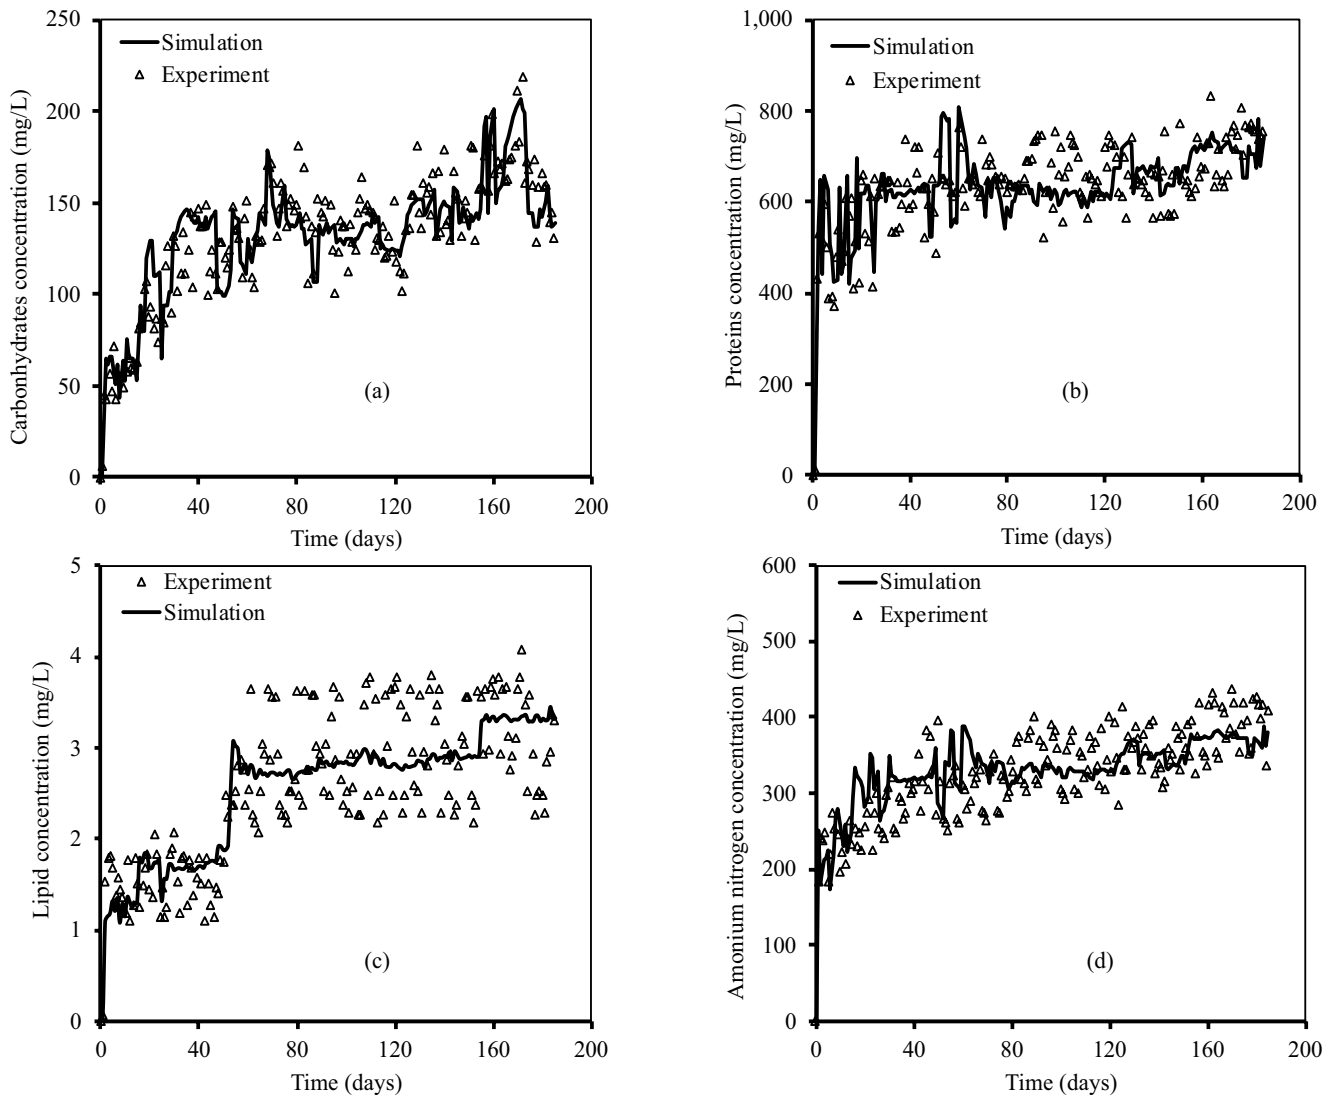 250
200
150
100
50
0
Carbonhydrates concentration (mg/L)
Simulation
Experiment
(a)
0 40 80 120 160 200
Time (days)
1,000
800
600
400
200
0
Proteins concentration (mg/L)
Simulation
Experiment
(b)
0 40 80 120 160 200
Time (days)
5
4
3
2
1
0
Lipid concentration (mg/L)
Experiment
Simulation
(c)
0 40 80 120 160 200
Time (days)
600
500
400
300
200
100
0
Amonium nitrogen concentration (mg/L)
Simulation
Experiment
(d)
0 40 80 120 160 200
Time (days)